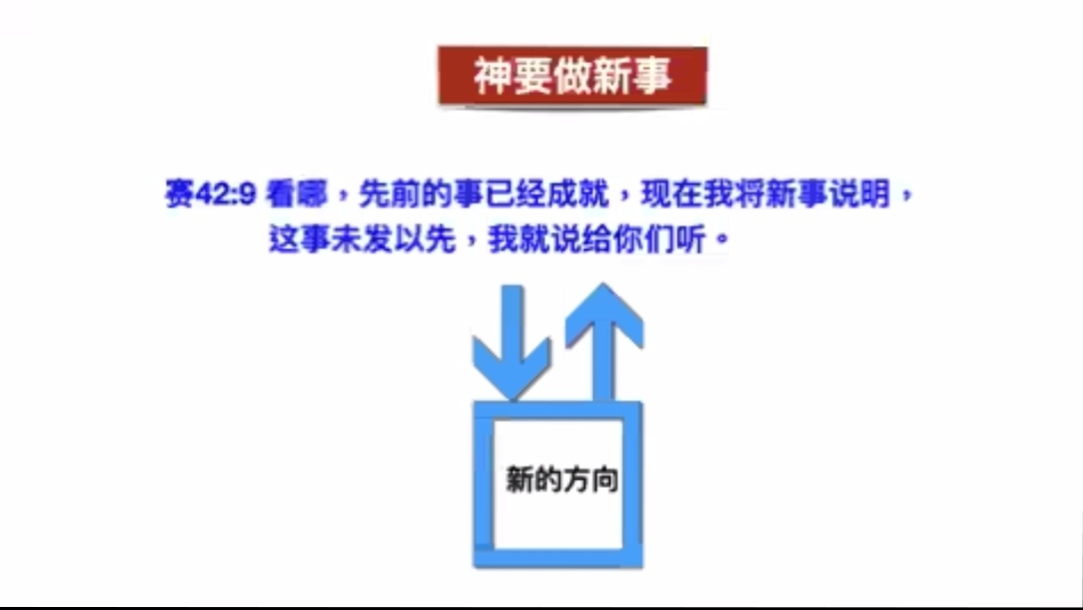 神要做新事
赛42:9 看哪，先前的事已经成就，现在我将新事说明，
这事未发以先，我就说给你们听。
新的方向